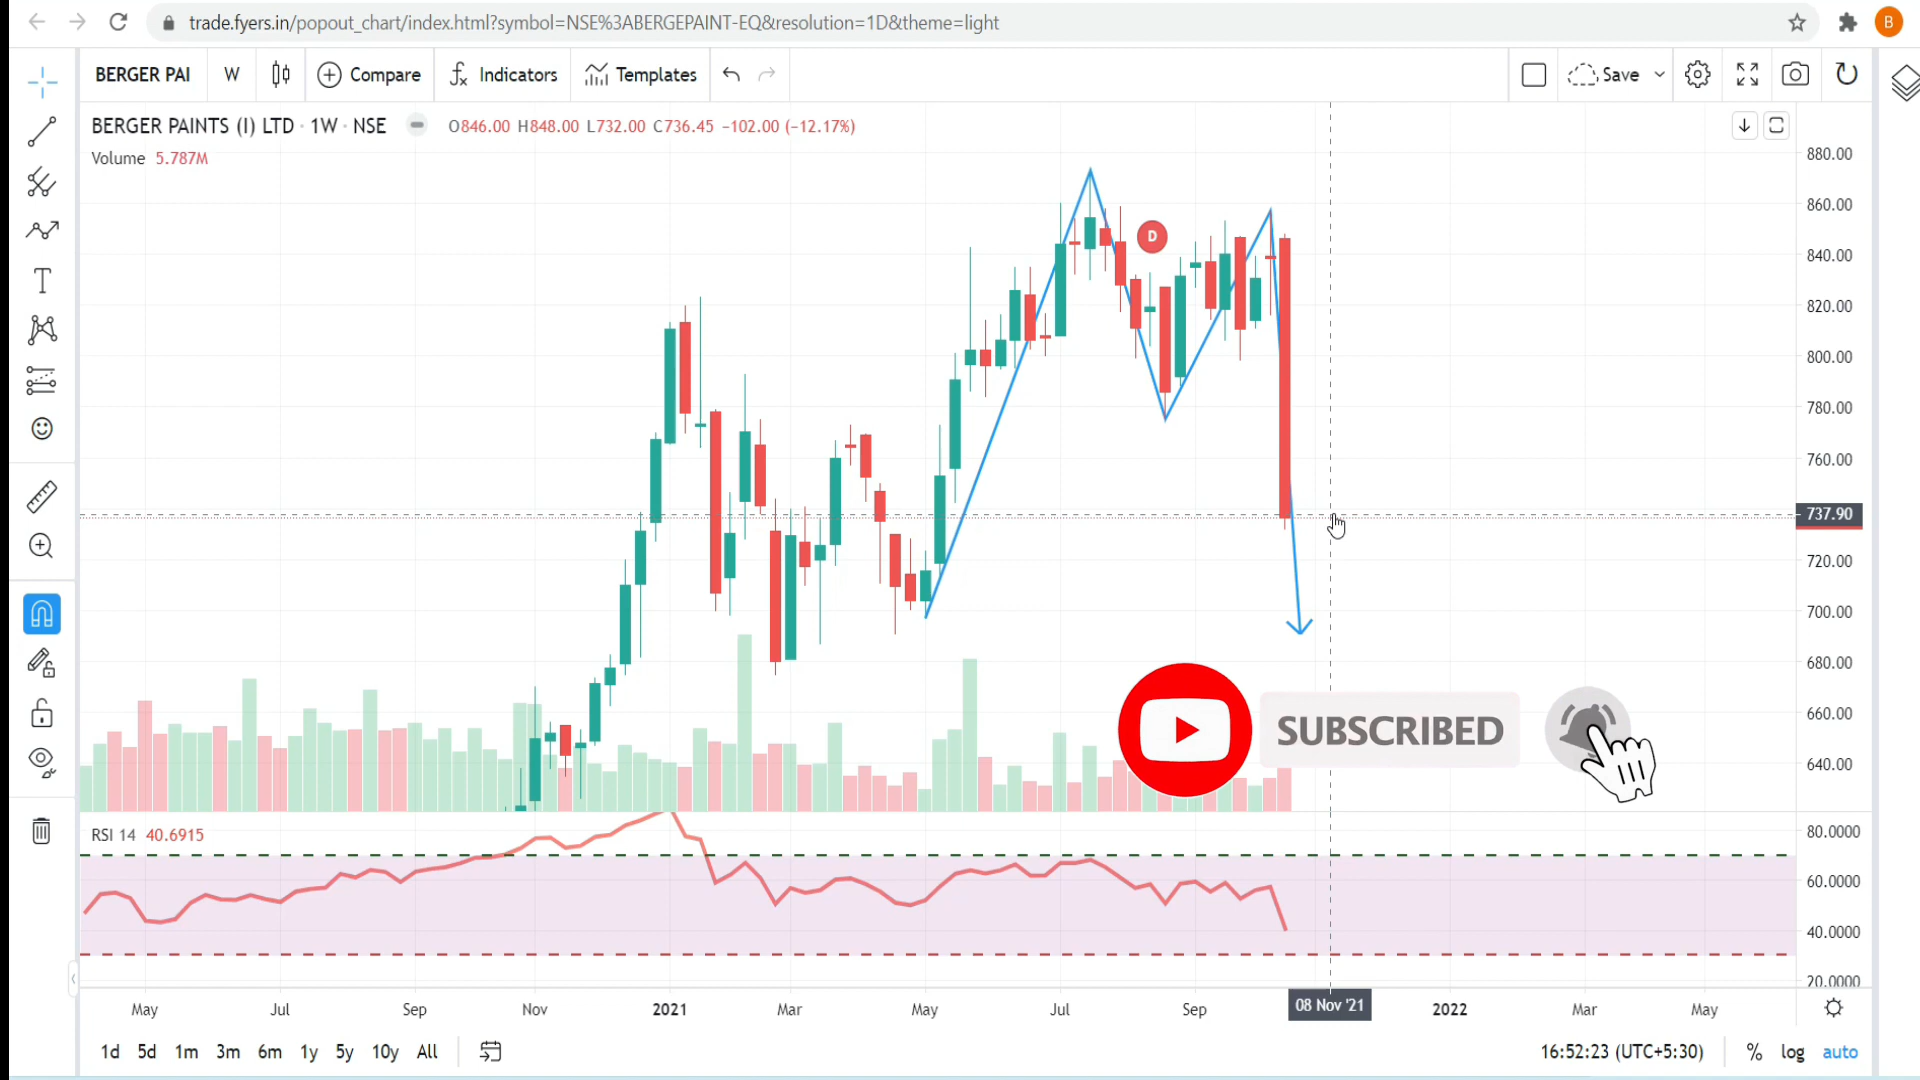 trade.fyers.in/popout_chart/index.html?symbol=NSE%3ABERGEPAINT-EQ&resolution=1D&theme=light
B
BERGER PAI W Compare Indicators Templates Save
BERGER PAINTS (I) LTD · 1W · NSE O846.00 H848.00 L732.00 C736.45 −102.00 (−12.17%)
Volume 5.787M
D
880.00
860.00
840.00
820.00
800.00
780.00
760.00
737.90
720.00
700.00
680.00
660.00
640.00
SUBSCRIBED
RSI 14 40.6915
80.0000
60.0000
40.0000
20.0000
May Jul Sep Nov 2021 Mar May Jul Sep 08 Nov '21 2022 Mar May
1d 5d 1m 3m 6m 1y 5y 10y All 16:52:23 (UTC+5:30) % log auto